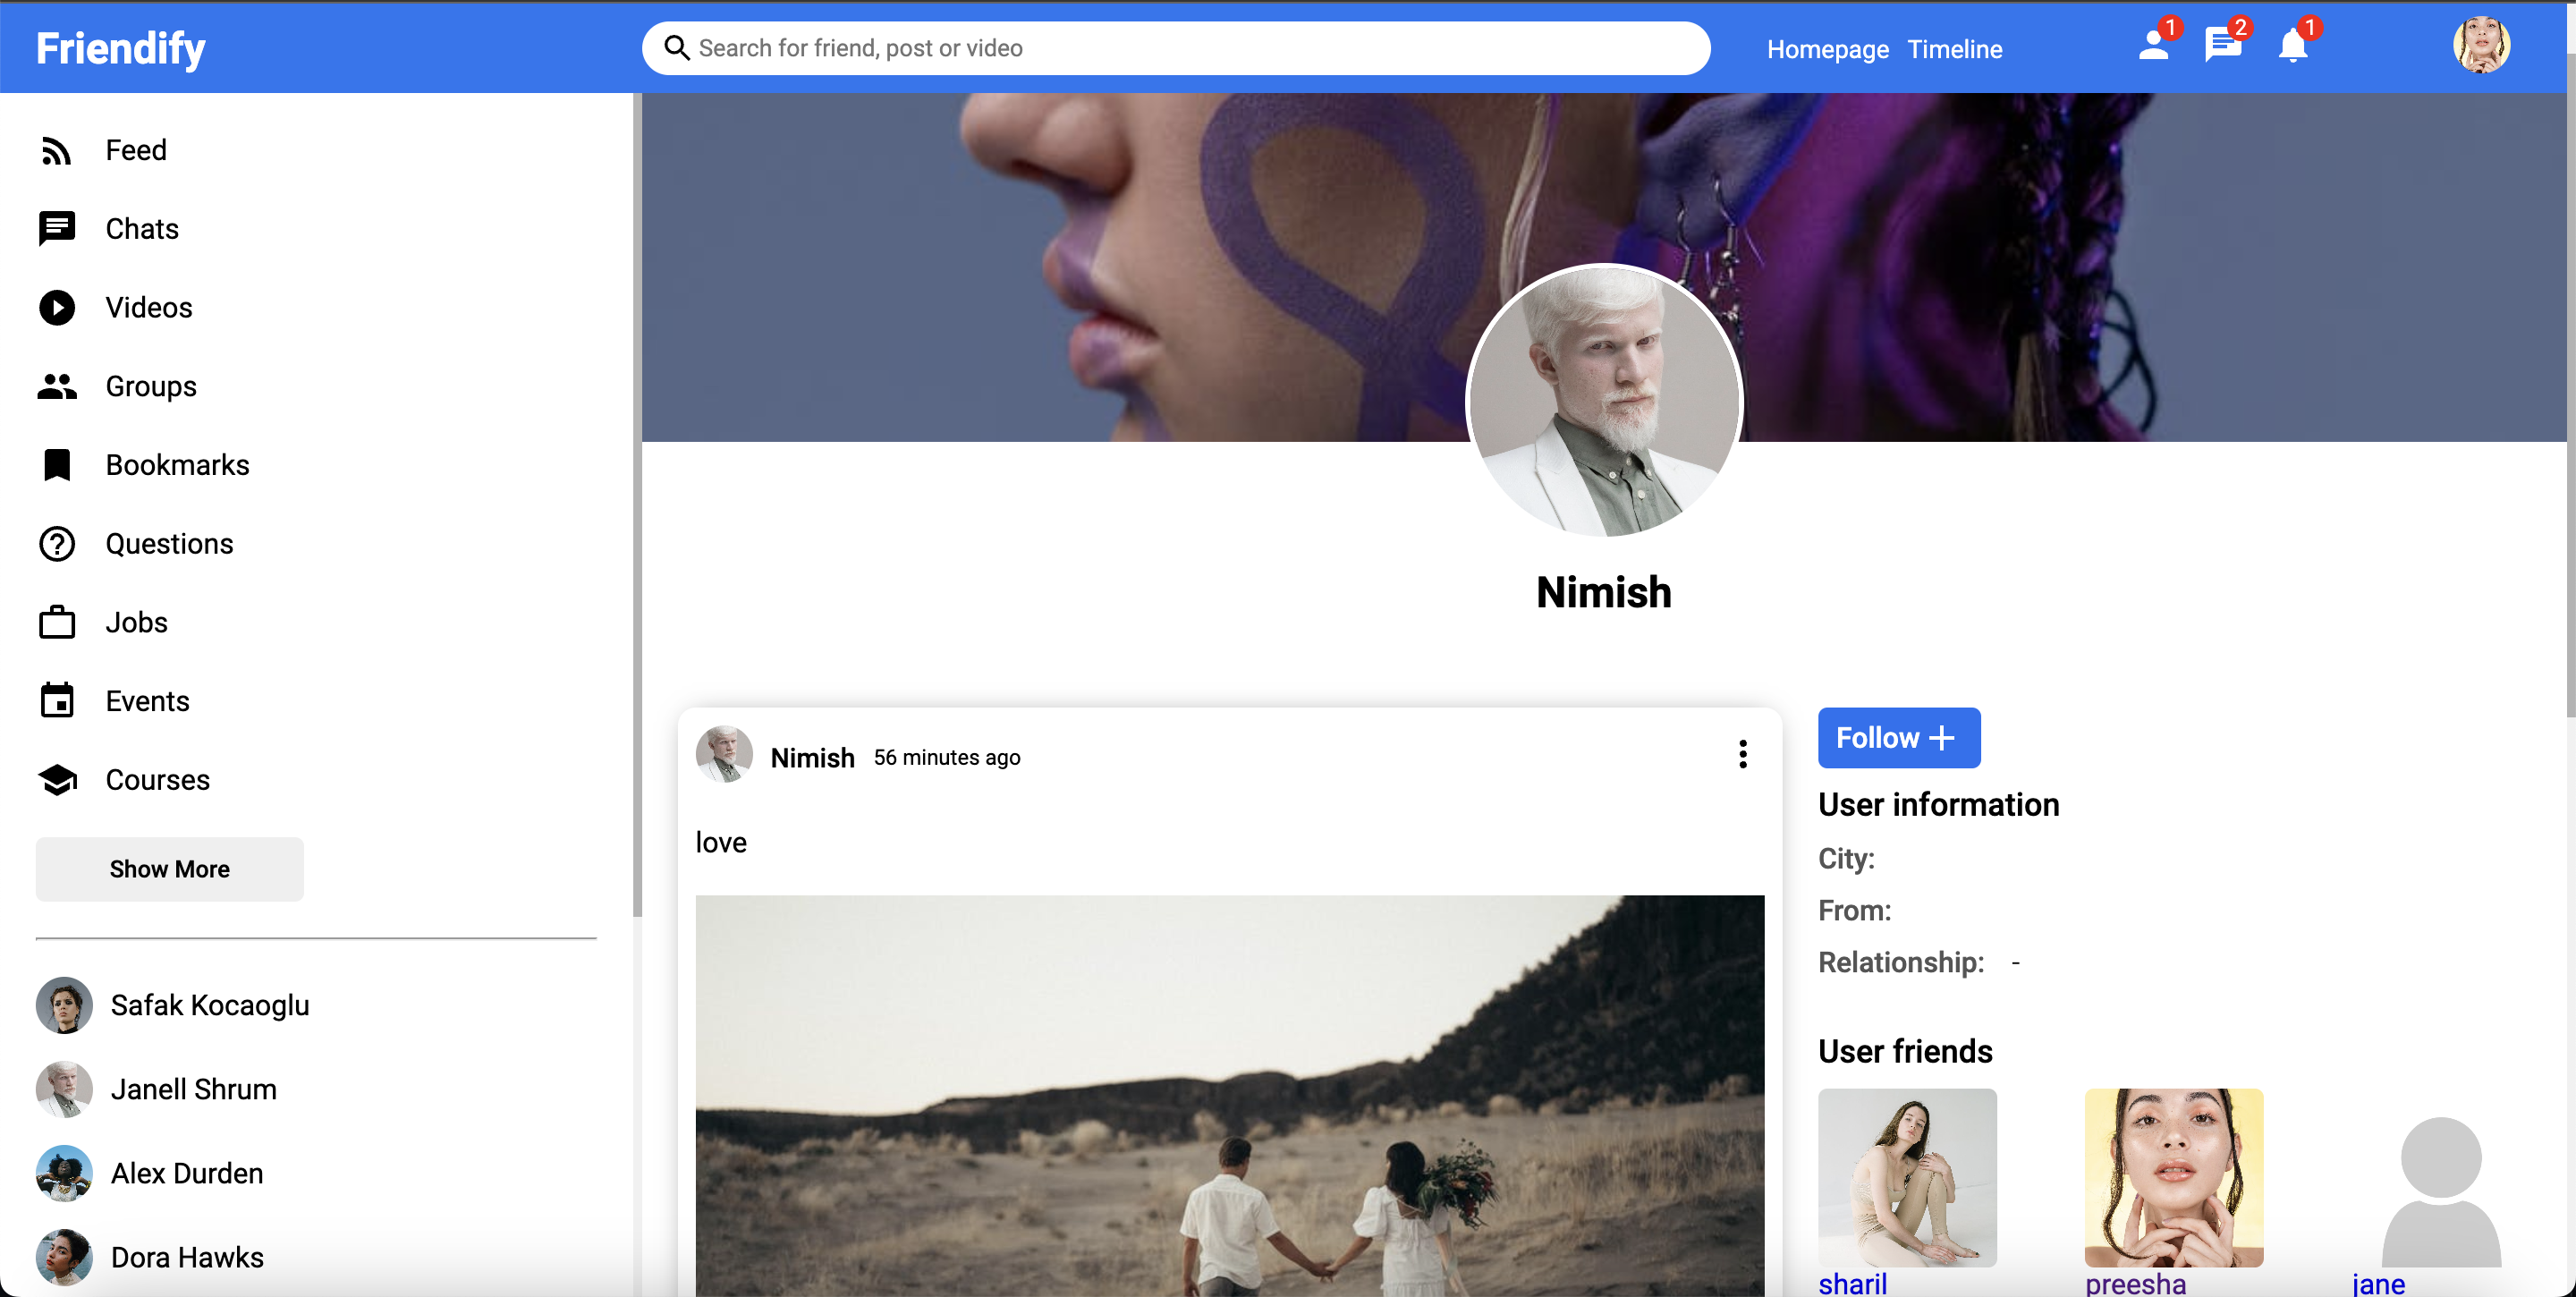 Friendify
Search for friend, post or video
Homepage Timeline
1
2
1
Feed
Chats
Videos
Groups
Bookmarks
Questions
Jobs
Events
Courses
Show More
Safak Kocaoglu
Janell Shrum
Alex Durden
Dora Hawks
Nimish
Nimish 56 minutes ago
love
Follow +
User information
City:
From:
Relationship: -
User friends
sharil
preesha
jane